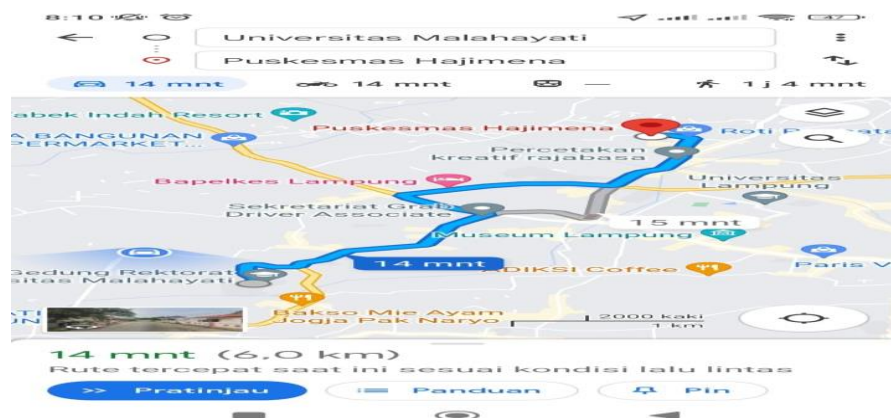 8:10
47
Universitas Malahayati
Puskesmas Hajimena
14 mnt
14 mnt
—
1 j 4 mnt
abek Indah Resort
A BANGUNAN
PERMARKET...
Puskesmas Hajimena
Roti
Percetakan
kreatif rajabasa
Bapelkes Lampung
Universitas
Lampung
Sekretariat Grab
Driver Associate
15 mnt
Museum Lampung
14 mnt
ADIKSI Coffee
Paris V
Gedung Rektorat
sitas Malahayati
Bakso Mie Ayam
Jogja Pak Naryo
2000 kaki
1 km
14 mnt (6,0 km)
Rute tercepat saat ini sesuai kondisi lalu lintas
Pratinjau
Panduan
Pin